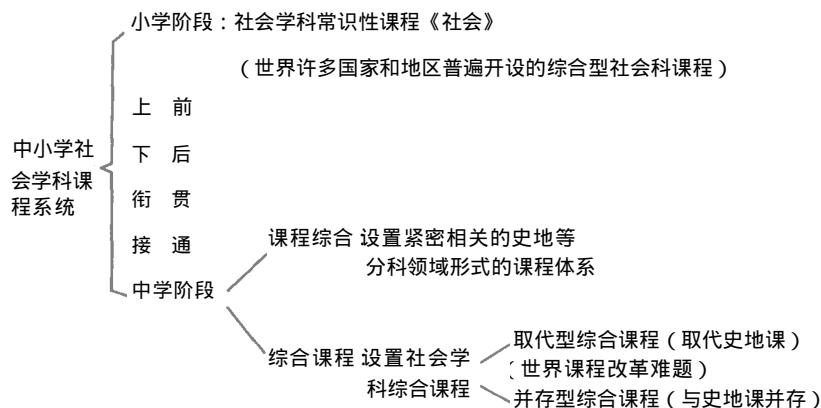 小学阶段：社会学科常识性课程《社会》
（世界许多国家和地区普遍开设的综合型社会科课程）
上 前
下 后
衔 贯
接 通
中小学社
会学科课
程系统
中学阶段
课程综合 设置紧密相关的史地等
分科领域形式的课程体系
综合课程 设置社会学
科综合课程
取代型综合课程（取代史地课）
（世界课程改革难题）
并存型综合课程（与史地课并存）